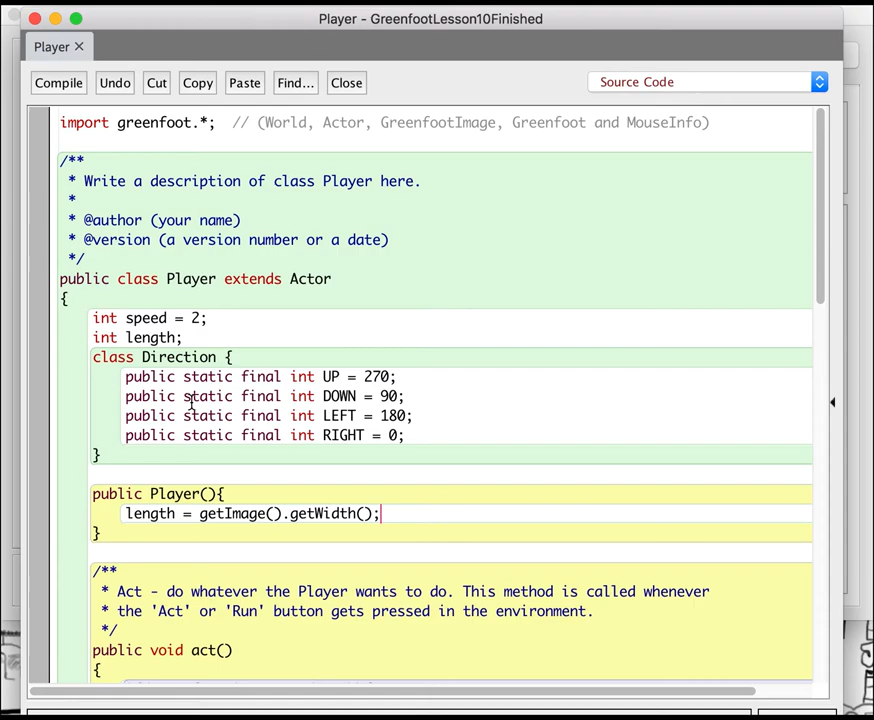 Player - GreenfootLesson10Finished
Player ✕
Compile Undo Cut Copy Paste Find... Close Source Code
import greenfoot.*;  // (World, Actor, GreenfootImage, Greenfoot and MouseInfo)
/**
 * Write a description of class Player here.
 *
 * @author (your name)
 * @version (a version number or a date)
 */
public class Player extends Actor
{
    int speed = 2;
    int length;
    class Direction {
        public static final int UP = 270;
        public static final int DOWN = 90;
        public static final int LEFT = 180;
        public static final int RIGHT = 0;
    }
    public Player(){
        length = getImage().getWidth();
    }
    /**
     * Act - do whatever the Player wants to do. This method is called whenever
     * the 'Act' or 'Run' button gets pressed in the environment.
     */
    public void act()
    {